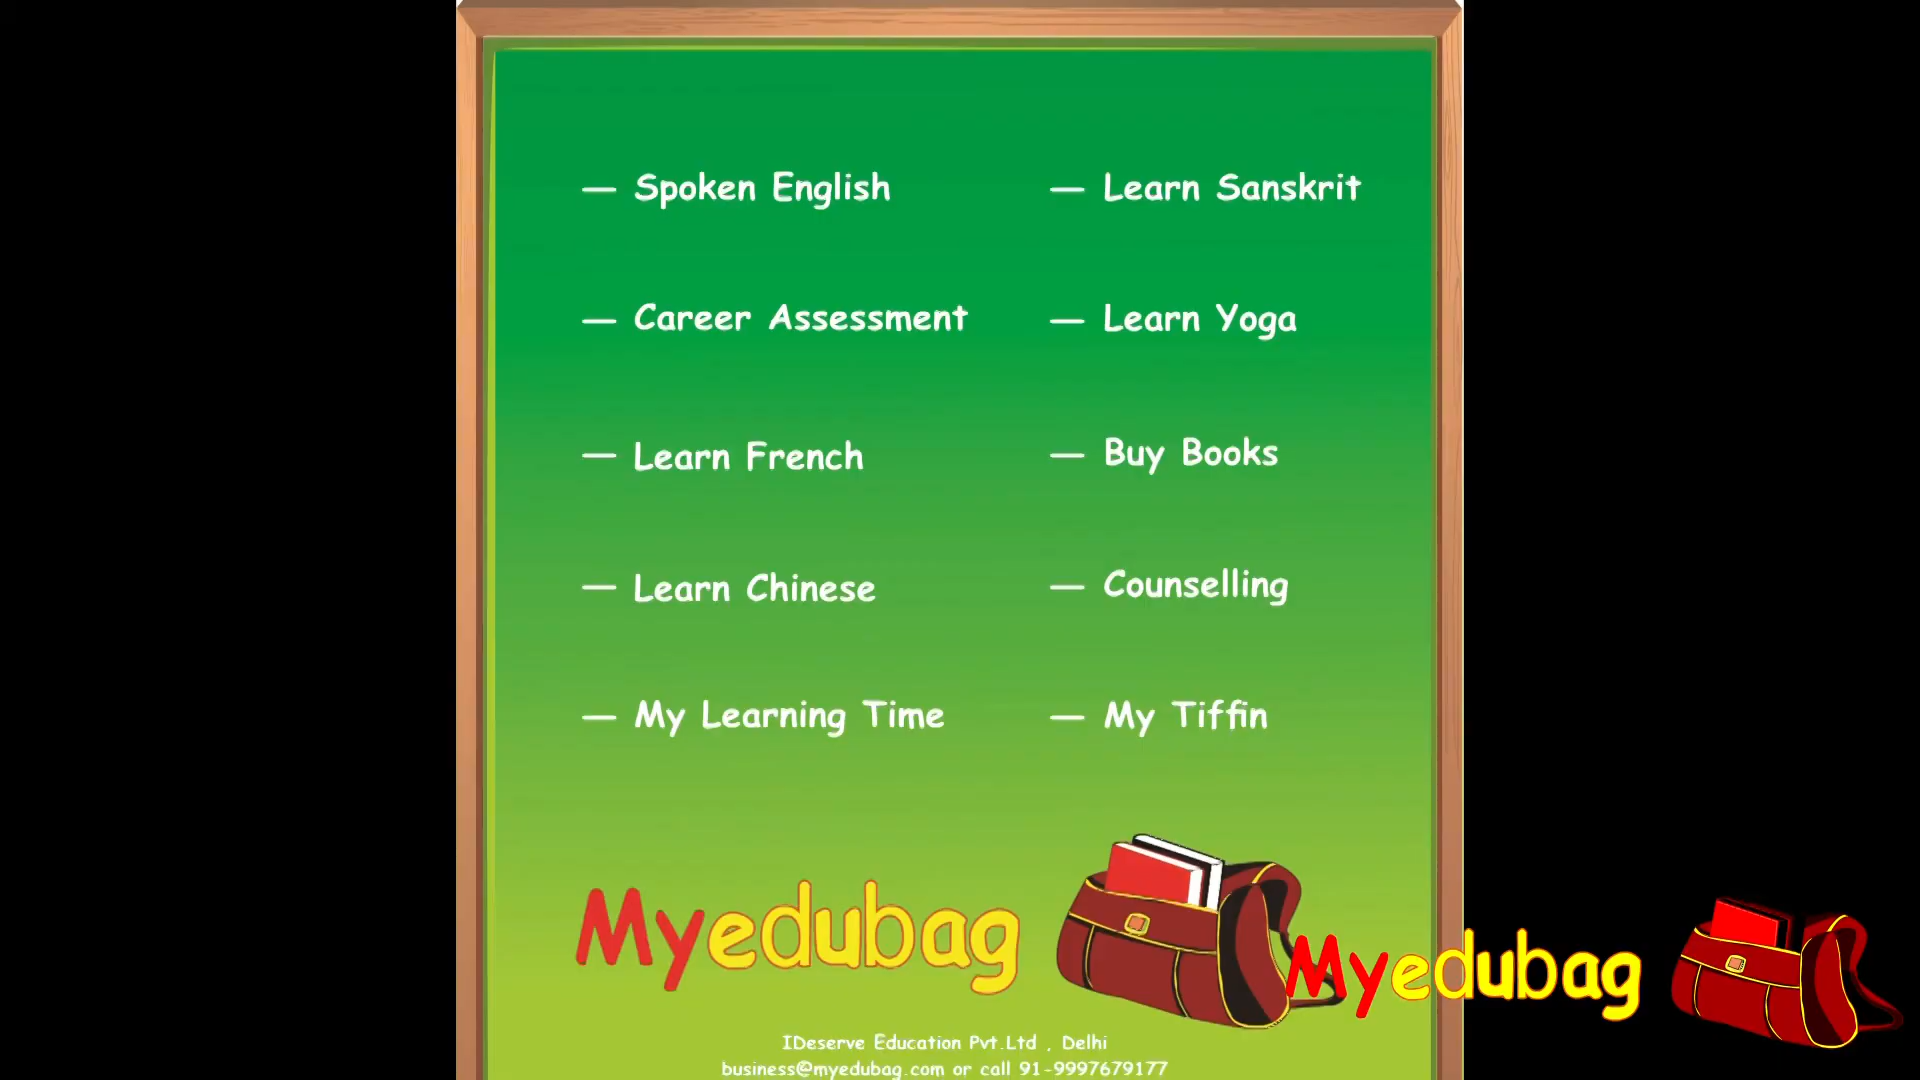 — Spoken English
— Learn Sanskrit
— Career Assessment
— Learn Yoga
— Learn French
— Buy Books
— Learn Chinese
— Counselling
— My Learning Time
— My Tiffin
Myedubag
Myedubag
IDeserve Education Pvt.Ltd , Delhi
business@myedubag.com or call 91-9997679177